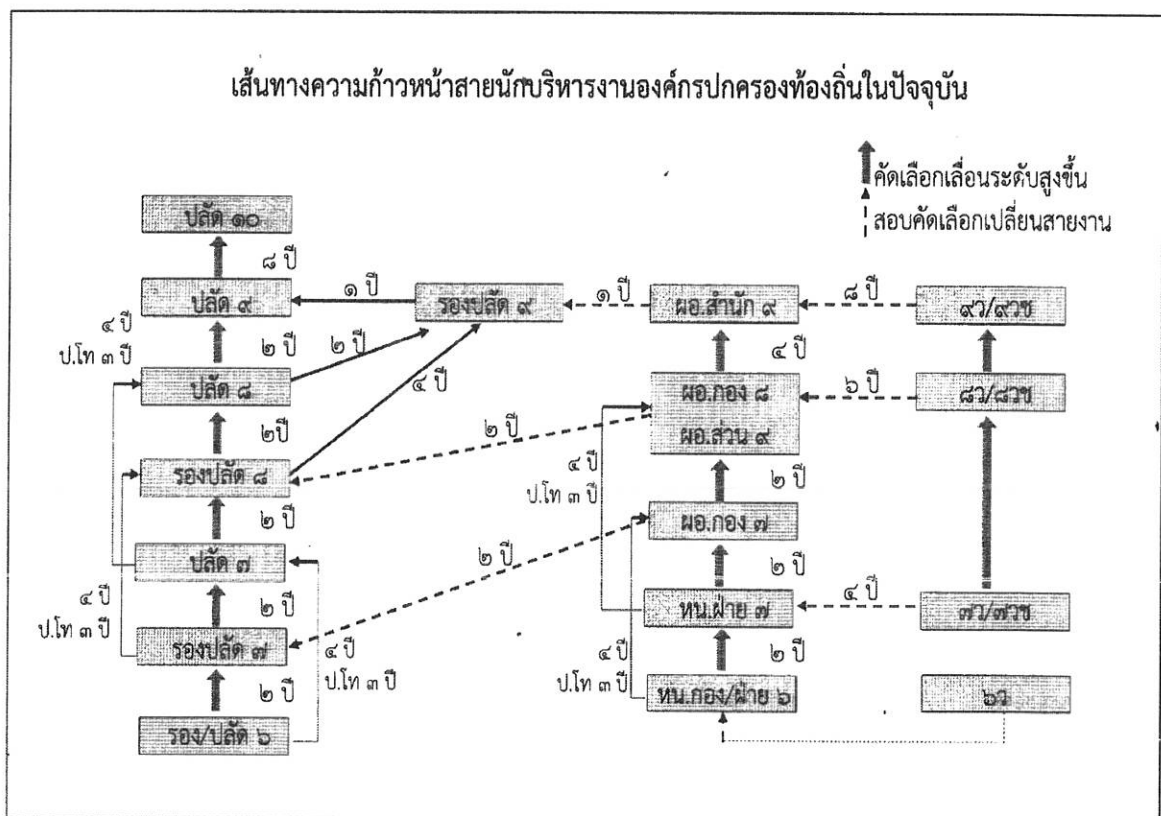 เส้นทางความก้าวหน้าสายนักบริหารงานองค์กรปกครองท้องถิ่นในปัจจุบัน
คัดเลือกเลื่อนระดับสูงขึ้น
สอบคัดเลือกเปลี่ยนสายงาน
ปลัด ๑๐
๘ ปี
ปลัด ๙
๑ ปี
รองปลัด ๙
๑ ปี
ผอ.สำนัก ๙
๘ ปี
๙ว/๙วช
๔ ปี
ป.โท ๓ ปี
๒ ปี
๒ ปี
๔ ปี
๔ ปี
ปลัด ๘
ผอ.กอง ๘
ผอ.ส่วน ๙
๖ ปี
๘ว/๘วช
๒ปี
๒ ปี
รองปลัด ๘
๔ ปี
ป.โท ๓ ปี
๒ ปี
๒ ปี
ผอ.กอง ๗
๒ ปี
ปลัด ๗
๒ ปี
๔ ปี
ป.โท ๓ ปี
๒ ปี
หน.ฝ่าย ๗
๔ ปี
๗ว/๗วช
รองปลัด ๗
๔ ปี
ป.โท ๓ ปี
๔ ปี
ป.โท ๓ ปี
๒ ปี
๒ ปี
หน.กอง/ฝ่าย ๖
๖ว
รอง/ปลัด ๖